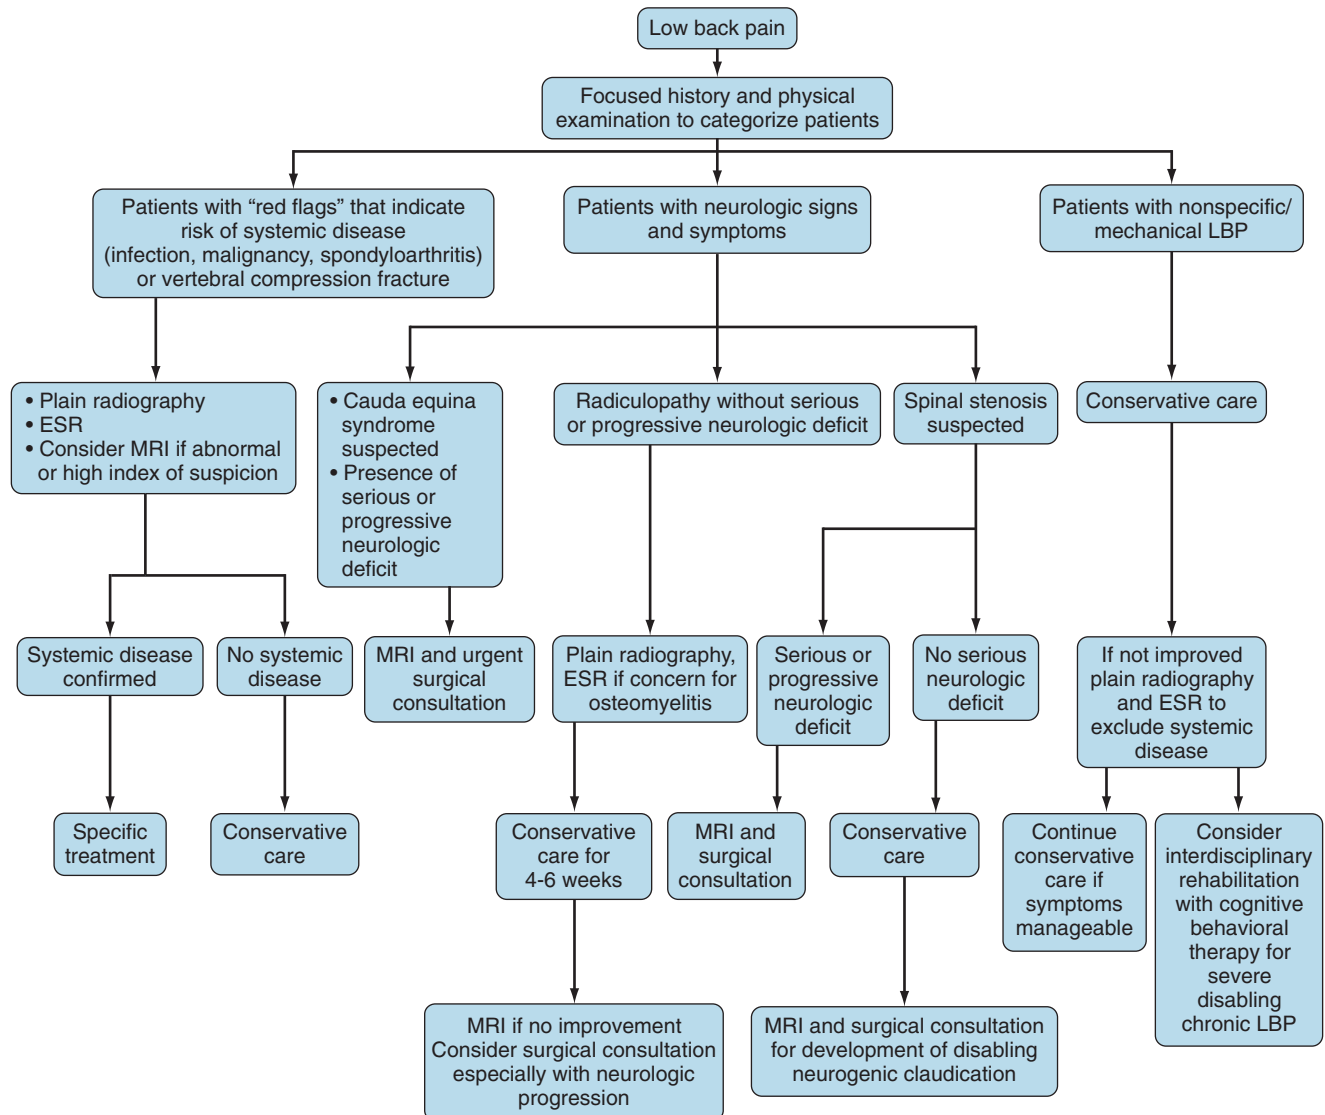 Low back pain
Focused history and physical
examination to categorize patients
Patients with “red flags” that indicate
risk of systemic disease
(infection, malignancy, spondyloarthritis)
or vertebral compression fracture
Patients with neurologic signs
and symptoms
Patients with nonspecific/
mechanical LBP
• Plain radiography
• ESR
• Consider MRI if abnormal
or high index of suspicion
• Cauda equina
syndrome
suspected
• Presence of
serious or
progressive
neurologic
deficit
Radiculopathy without serious
or progressive neurologic deficit
Spinal stenosis
suspected
Conservative care
Systemic disease
confirmed
No systemic
disease
MRI and urgent
surgical
consultation
Plain radiography,
ESR if concern for
osteomyelitis
Serious or
progressive
neurologic
deficit
No serious
neurologic
deficit
If not improved
plain radiography
and ESR to
exclude systemic
disease
Specific
treatment
Conservative
care
Conservative
care for
4-6 weeks
MRI and
surgical
consultation
Conservative
care
Continue
conservative
care if
symptoms
manageable
Consider
interdisciplinary
rehabilitation
with cognitive
behavioral
therapy for
severe
disabling
chronic LBP
MRI if no improvement
Consider surgical consultation
especially with neurologic
progression
MRI and surgical consultation
for development of disabling
neurogenic claudication